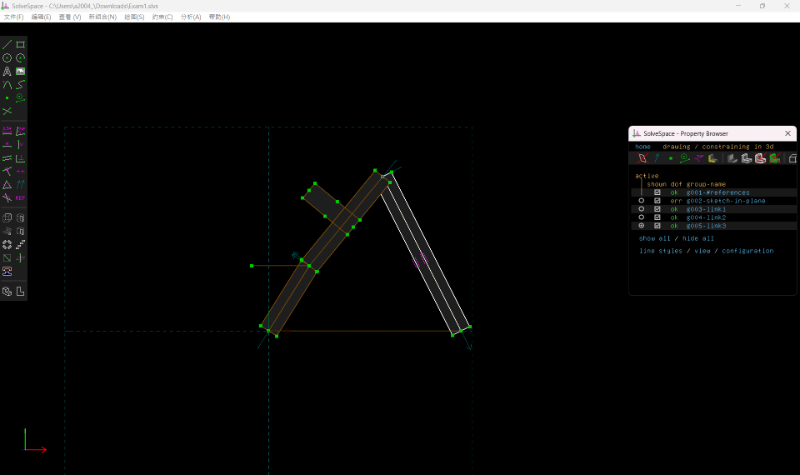 SolveSpace - C:\Users\a2004_\Downloads\Exam1.slvs
文件(F) 编辑(E) 查看(V) 新组合(N) 绘图(S) 约束(C) 分析(A) 帮助(H)
SolveSpace - Property Browser
home drawing / constraining in 3d
active
shown dof group-name
ok g001-#references
err g002-sketch-in-plane
ok g003-link1
ok g004-link2
ok g005-link3
show all / hide all
line styles / view / configuration